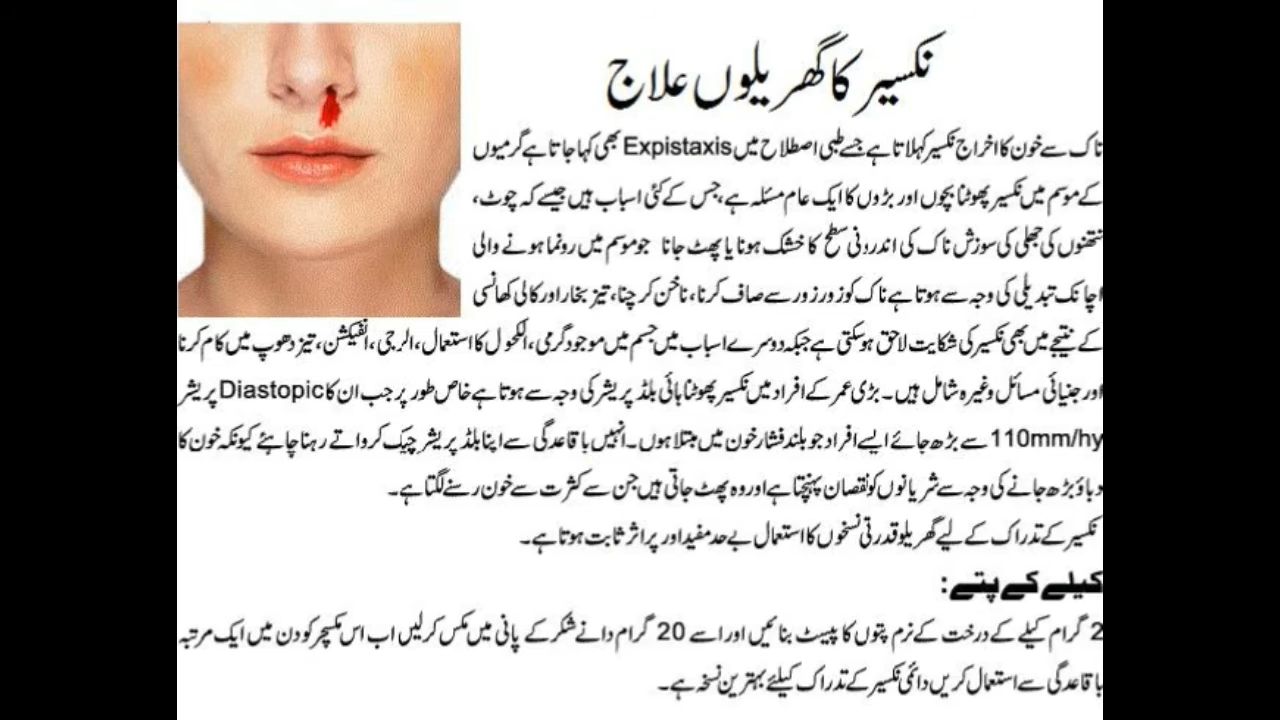 نکسیر کا گھریلوں علاج
ناک سے خون کا اخراج نکسیر کہلاتا ہے جسے طبی اصطلاح میں Expistaxis بھی کہا جاتا ہے گرمیوں
کے موسم میں نکسیر پھوٹنا بچوں اور بڑوں کا ایک عام مسئلہ ہے، جس کے کئی اسباب ہیں جیسے کہ چوٹ،
نتھنوں کی جھلی کی سوزش ناک کی اندرونی سطح کا خشک ہونا یا پھٹ جانا جو موسم میں رونما ہونے والی
اچانک تبدیلی کی وجہ سے ہوتا ہے ناک کو زور زور سے صاف کرنا، ناخن کرچنا، تیز بخار اور کالی کھانسی
کے نتیجے میں بھی نکسیر کی شکایت لاحق ہوسکتی ہے جبکہ دوسرے اسباب میں جسم میں موجود گرمی، الکحول کا استعمال، الرجی، انفیکشن، تیز دھوپ میں کام کرنا
اور جنیاتی مسائل وغیرہ شامل ہیں۔ بڑی عمر کے افراد میں نکسیر پھوٹنا ہائی بلڈ پریشر کی وجہ سے ہوتا ہے خاص طور پر جب ان کا Diastopic پریشر
110mm/hy سے بڑھ جائے ایسے افراد جو بلند فشار خون میں مبتلا ہوں۔ انہیں باقاعدگی سے اپنا بلڈ پریشر چیک کرواتے رہنا چاہئے کیونکہ خون کا
دباؤ بڑھ جانے کی وجہ سے شریانوں کو نقصان پہنچتا ہے اور وہ پھٹ جاتی ہیں جن سے کثرت سے خون رسنے لگتا ہے۔
نکسیر کے تدراک کے لیے گھریلو قدرتی نسخوں کا استعمال بے حد مفید اور پر اثر ثابت ہوتا ہے۔
کیلے کے پتے:
2 گرام کیلے کے درخت کے نرم پتوں کا پیسٹ بنائیں اور اسے 20 گرام دانے شکر کے پانی میں مکس کرلیں اب اس مکسچر کو دن میں ایک مرتبہ
باقاعدگی سے استعمال کریں دائمی نکسیر کے تدراک کیلئے بہترین نسخہ ہے۔